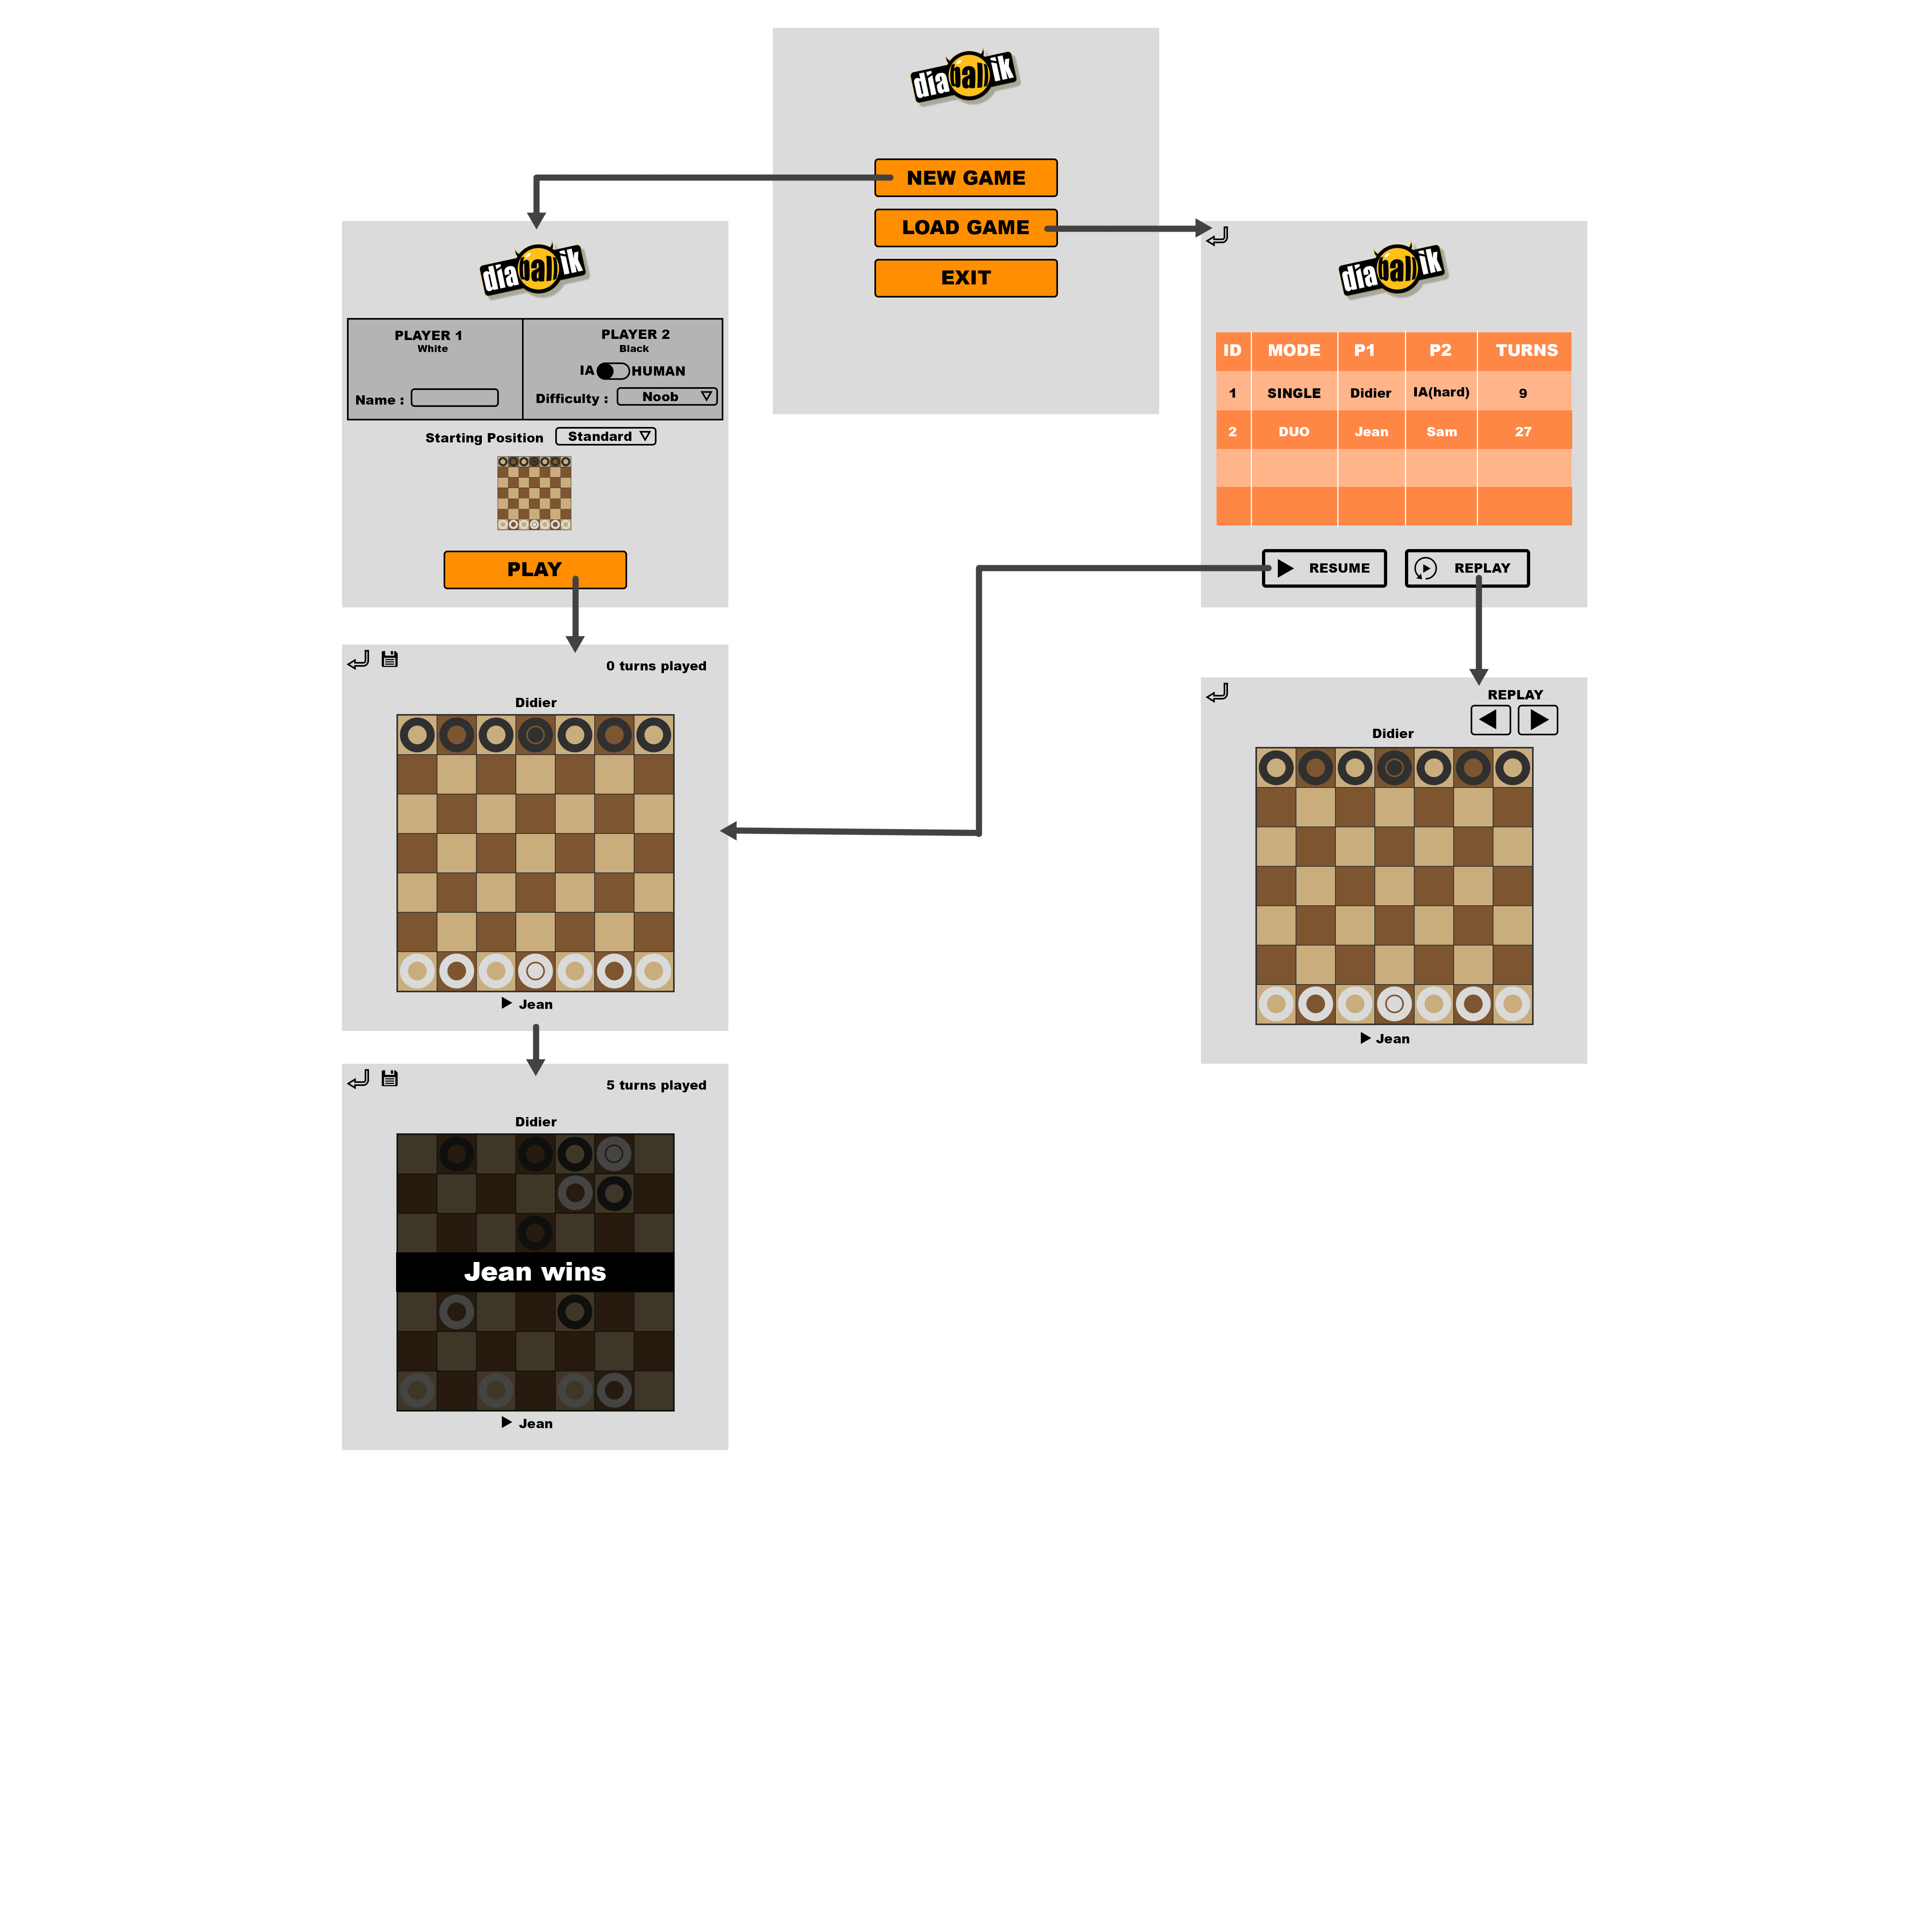 diaballik
NEW GAME
LOAD GAME
EXIT
diaballik
PLAYER 1
White
Name :
PLAYER 2
Black
IA HUMAN
Difficulty : Noob
Starting Position Standard
PLAY
diaballik
ID MODE P1 P2 TURNS
1 SINGLE Didier IA(hard) 9
2 DUO Jean Sam 27
RESUME REPLAY
0 turns played
Didier
Jean
REPLAY
Didier
Jean
5 turns played
Didier
Jean wins
Jean